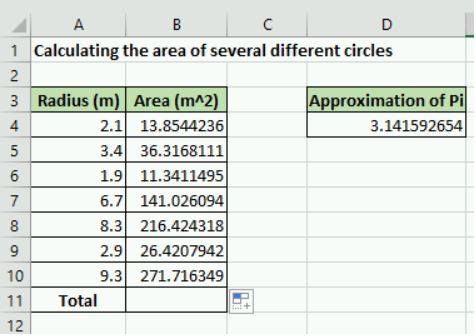 A B C D
1 Calculating the area of several different circles
2
3 Radius (m) Area (m^2) Approximation of Pi
4 2.1 13.8544236 3.141592654
5 3.4 36.3168111
6 1.9 11.3411495
7 6.7 141.026094
8 8.3 216.424318
9 2.9 26.4207942
10 9.3 271.716349
11 Total
12